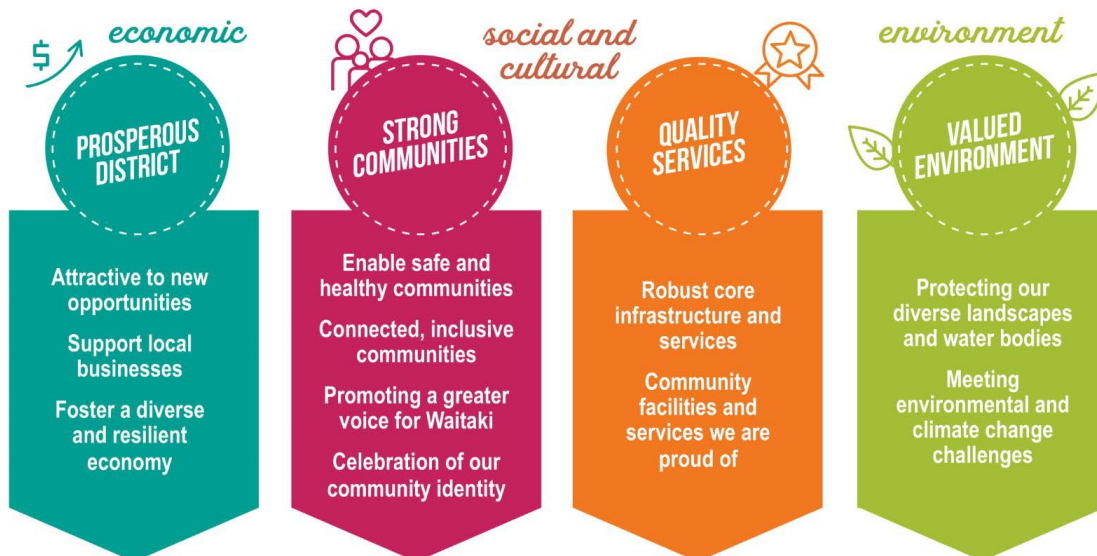 $
economic
PROSPEROUS
DISTRICT
Attractive to new
opportunities
Support local
businesses
Foster a diverse
and resilient
economy
social and
cultural
STRONG
COMMUNITIES
Enable safe and
healthy communities
Connected, inclusive
communities
Promoting a greater
voice for Waitaki
Celebration of our
community identity
QUALITY
SERVICES
Robust core
infrastructure and
services
Community
facilities and
services we are
proud of
environment
VALUED
ENVIRONMENT
Protecting our
diverse landscapes
and water bodies
Meeting
environmental and
climate change
challenges